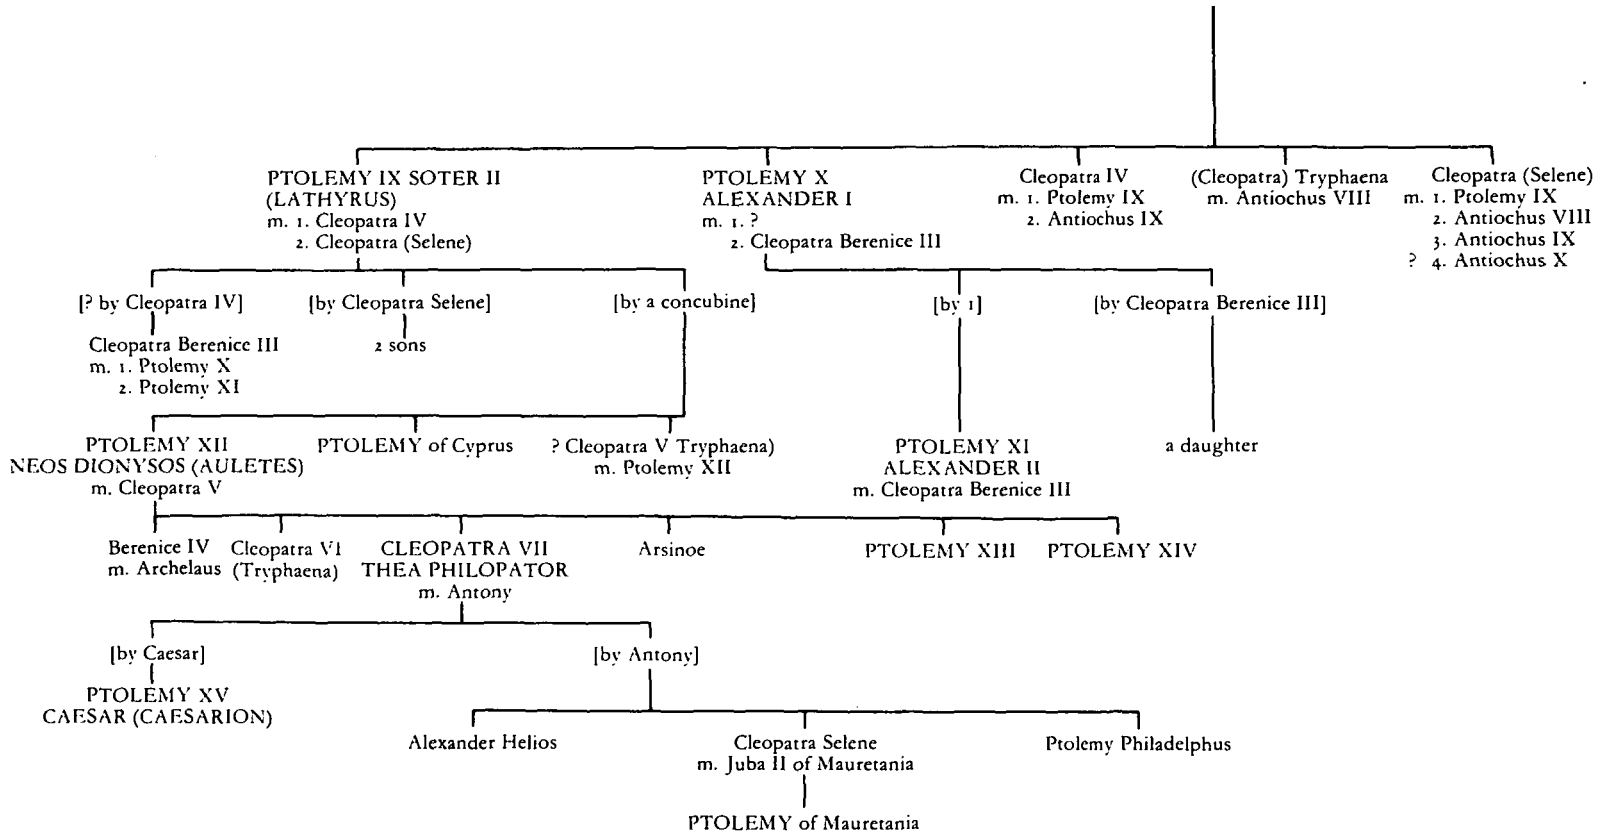 PTOLEMY IX SOTER II
(LATHYRUS)
m. 1. Cleopatra IV
2. Cleopatra (Selene)
PTOLEMY X
ALEXANDER I
m. 1. ?
2. Cleopatra Berenice III
Cleopatra IV
m. 1. Ptolemy IX
2. Antiochus IX
(Cleopatra) Tryphaena
m. Antiochus VIII
Cleopatra (Selene)
m. 1. Ptolemy IX
2. Antiochus VIII
3. Antiochus IX
? 4. Antiochus X
[? by Cleopatra IV]
[by Cleopatra Selene]
[by a concubine]
[by 1]
[by Cleopatra Berenice III]
Cleopatra Berenice III
m. 1. Ptolemy X
2. Ptolemy XI
2 sons
PTOLEMY XII
NEOS DIONYSOS (AULETES)
m. Cleopatra V
PTOLEMY of Cyprus
? Cleopatra V Tryphaena)
m. Ptolemy XII
PTOLEMY XI
ALEXANDER II
m. Cleopatra Berenice III
a daughter
Berenice IV
m. Archelaus
Cleopatra VI
(Tryphaena)
CLEOPATRA VII
THEA PHILOPATOR
m. Antony
Arsinoe
PTOLEMY XIII
PTOLEMY XIV
[by Caesar]
[by Antony]
PTOLEMY XV
CAESAR (CAESARION)
Alexander Helios
Cleopatra Selene
m. Juba II of Mauretania
Ptolemy Philadelphus
PTOLEMY of Mauretania